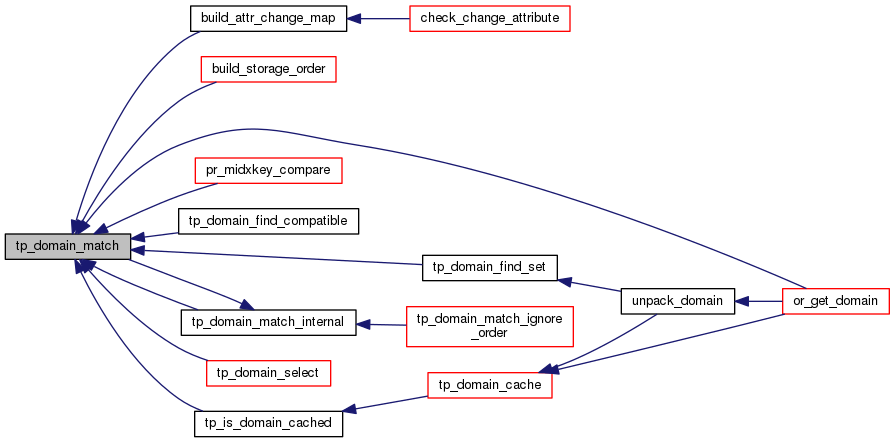 build_attr_change_map
check_change_attribute
build_storage_order
pr_midxkey_compare
tp_domain_find_compatible
tp_domain_match
tp_domain_find_set
unpack_domain
or_get_domain
tp_domain_match_internal
tp_domain_match_ignore
_order
tp_domain_select
tp_domain_cache
tp_is_domain_cached